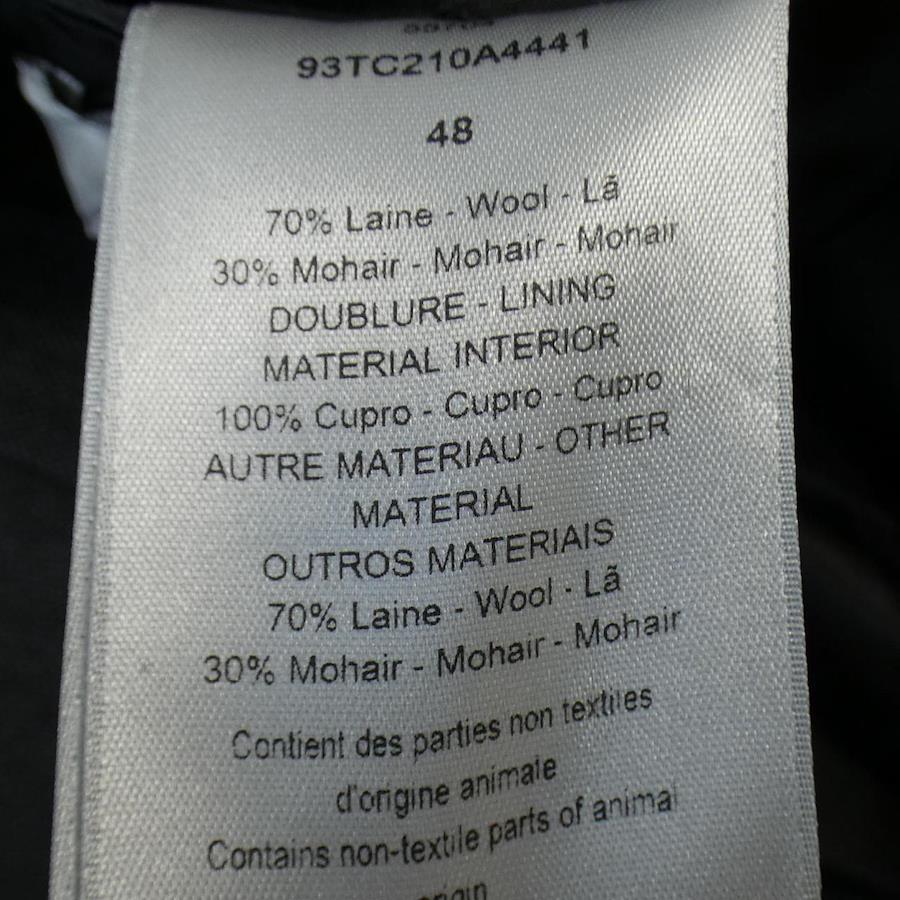 93TC210A4441
48
70% Laine - Wool - Lã
30% Mohair - Mohair - Mohair
DOUBLURE - LINING
MATERIAL INTERIOR
100% Cupro - Cupro - Cupro
AUTRE MATERIAU - OTHER
MATERIAL
OUTROS MATERIAIS
70% Laine - Wool - Lã
30% Mohair - Mohair - Mohair
Contient des parties non textiles
d'origine animale
Contains non-textile parts of animal
origin